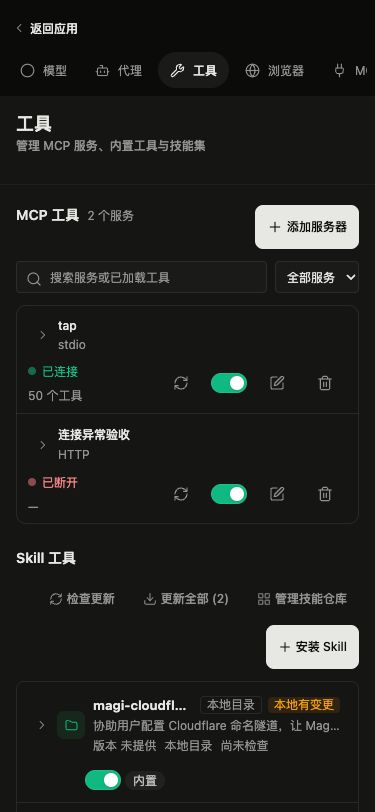 返回应用
模型 代理 工具 浏览器 M
工具
管理 MCP 服务、内置工具与技能集
MCP 工具 2 个服务 添加服务器
搜索服务或已加载工具 全部服务
tap
stdio
已连接
50 个工具
连接异常验收
HTTP
已断开
—
Skill 工具
检查更新 更新全部 (2) 管理技能仓库
安装 Skill
magi-cloudfl... 本地目录 本地有变更
协助用户配置 Cloudflare 命名隧道，让 Mag...
版本 未提供 本地目录 尚未检查
内置